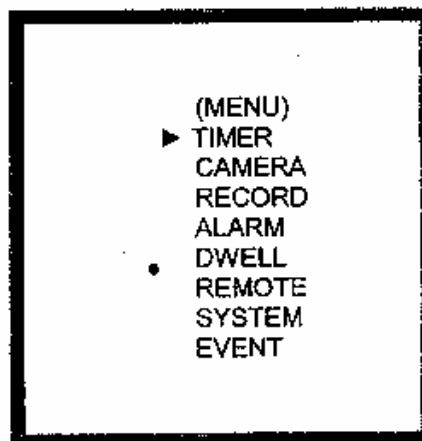 (MENU)
► TIMER
CAMERA
RECORD
ALARM
DWELL
REMOTE
SYSTEM
EVENT